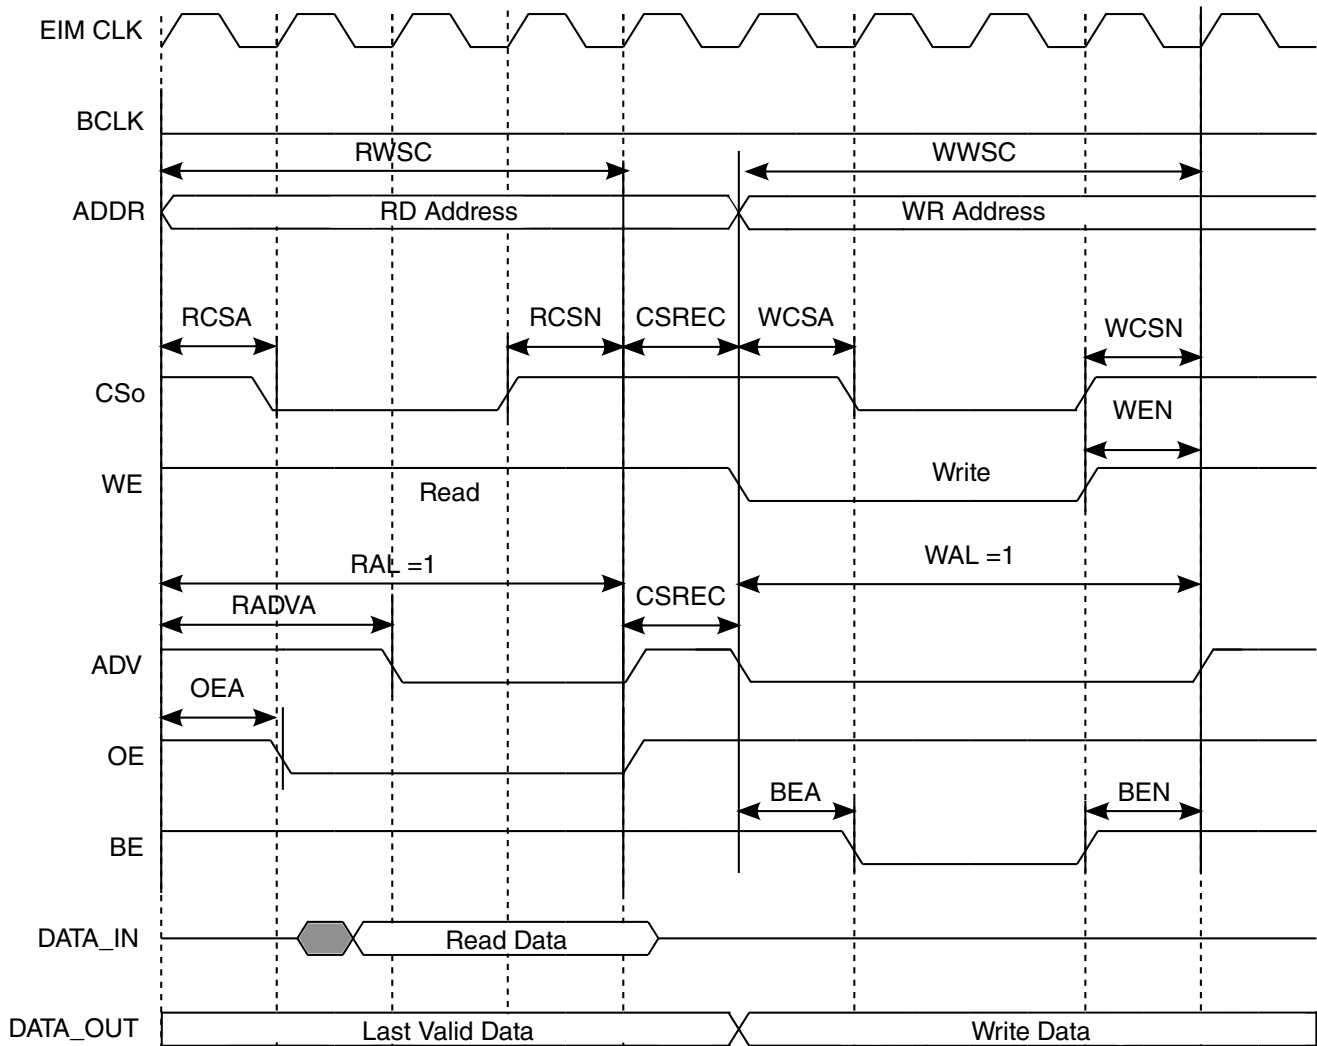 EIM CLK
BCLK
RWSC
WWSC
ADDR
RD Address
WR Address
RCSA
RCSN
CSREC
WCSA
WCSN
CSo
WEN
WE
Read
Write
RAL =1
WAL =1
RADVA
CSREC
ADV
OEA
OE
BEA
BEN
BE
DATA_IN
Read Data
DATA_OUT
Last Valid Data
Write Data